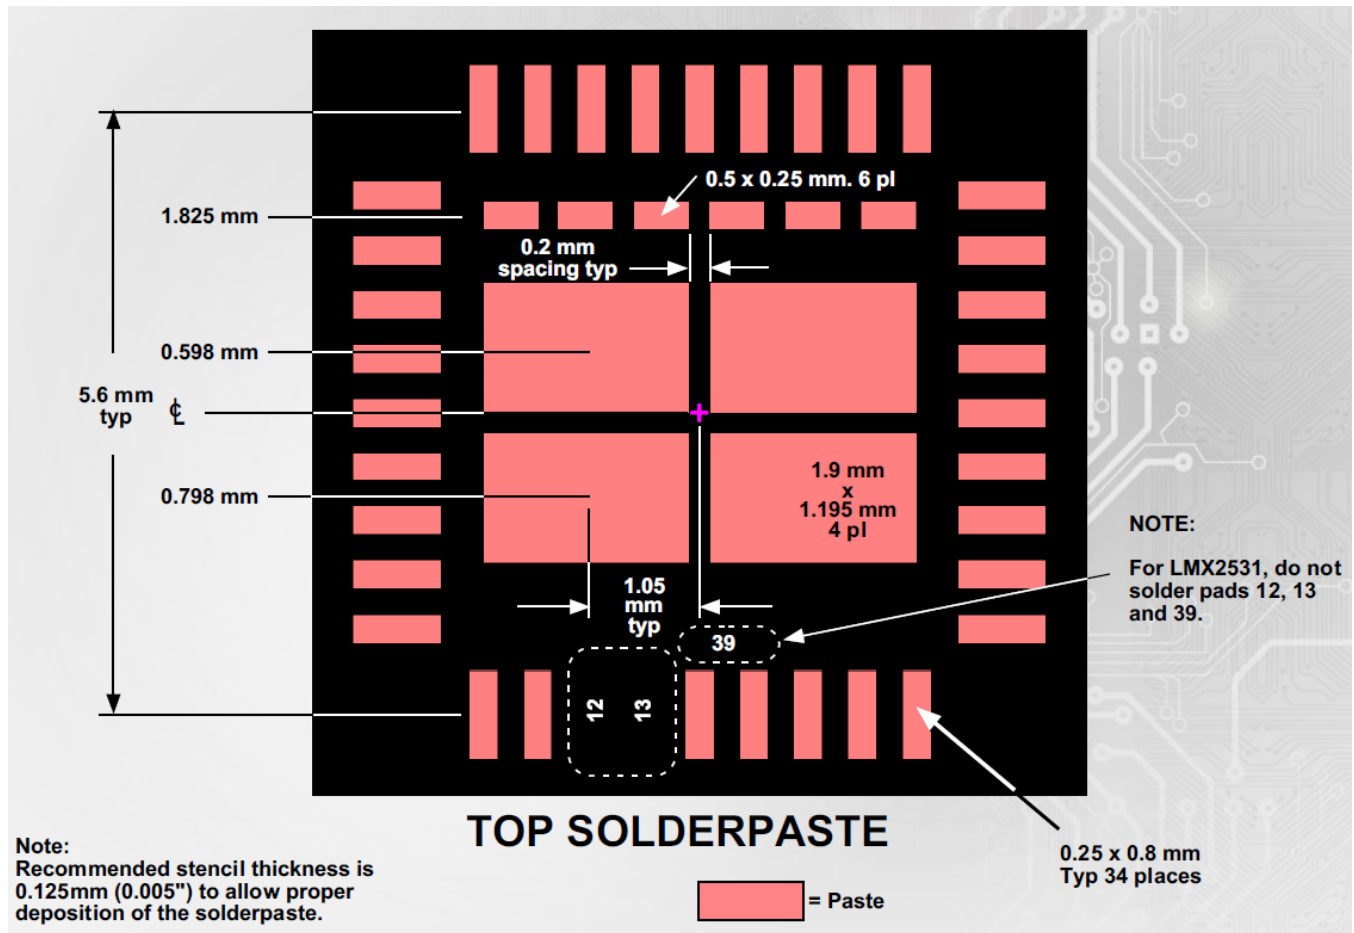 0.5 x 0.25 mm. 6 pl
1.825 mm
0.2 mm
spacing typ
0.598 mm
5.6 mm
typ
℄
0.798 mm
1.9 mm
x
1.195 mm
4 pl
NOTE:
For LMX2531, do not
solder pads 12, 13
and 39.
1.05
mm
typ
39
12
13
TOP SOLDERPASTE
Note:
Recommended stencil thickness is
0.125mm (0.005") to allow proper
deposition of the solderpaste.
0.25 x 0.8 mm
Typ 34 places
= Paste